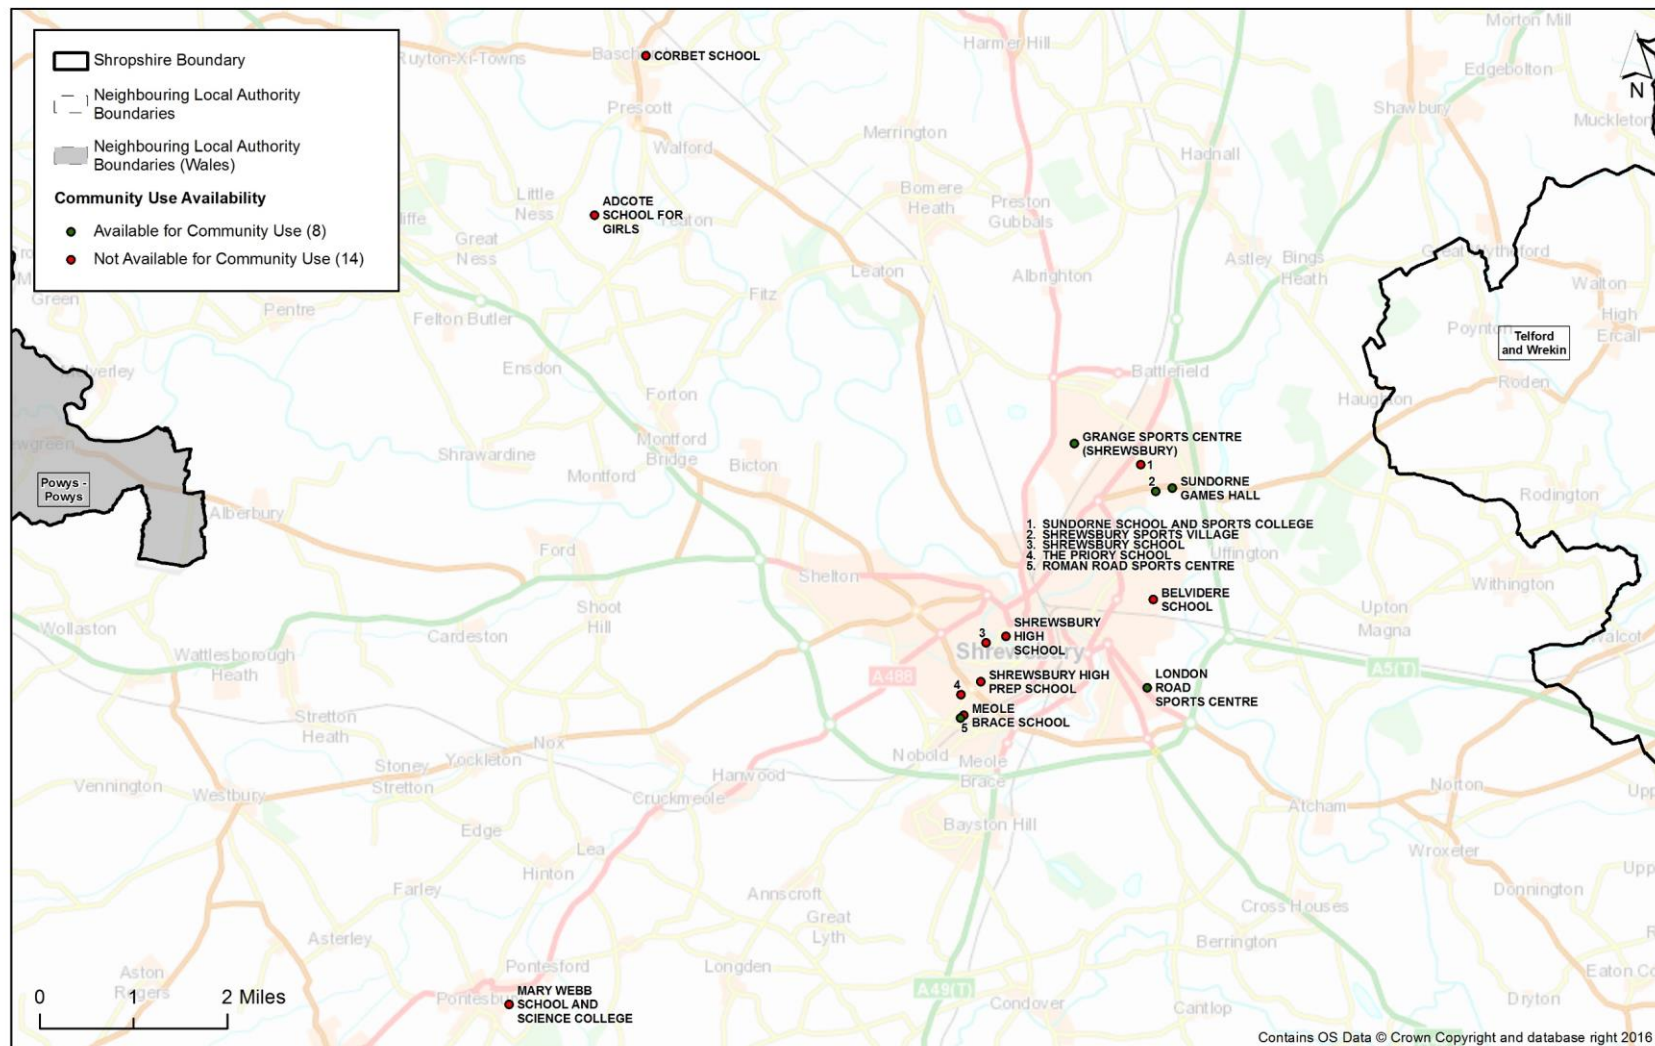 Shropshire Boundary
Neighbouring Local Authority
Boundaries
Neighbouring Local Authority
Boundaries (Wales)
Community Use Availability
Available for Community Use (8)
Not Available for Community Use (14)
Ruyton-Xi-Towns
CORBET SCHOOL
Harmer Hill
Morton Mill
Edgebolton
N
Prescott
Shawbury
Muckleton
Merrington
Walford
Hadnall
Little
Ness
ADCOTE
SCHOOL FOR
GIRLS
Bomere
Heath
Preston
Gubbals
Great
Ness
Leaton
Albrighton
Astley
Bings
Heath
Walton
Green
Pentre
Fitz
Felton Butler
High
Ercall
Telford
and Wrekin
Ensdon
Battlefield
Roden
Forton
Haughton
GRANGE SPORTS CENTRE
(SHREWSBURY)
Montford
Bridge
Shrawardine
Bicton
1
Montford
2
SUNDORNE
GAMES HALL
Powys -
Powys
Rodington
Alberbury
1. SUNDORNE SCHOOL AND SPORTS COLLEGE
2. SHREWSBURY SPORTS VILLAGE
3. SHREWSBURY SCHOOL
4. THE PRIORY SCHOOL
5. ROMAN ROAD SPORTS CENTRE
Ford
Uffington
Shelton
Withington
BELVIDERE
SCHOOL
Shoot
Hill
Upton
Magna
Wollaston
Cardeston
SHREWSBURY
HIGH
SCHOOL
3
Shrewsbury
Walcot
Wattlesborough
Heath
A488
A5(T)
SHREWSBURY HIGH
PREP SCHOOL
4
LONDON
ROAD
SPORTS CENTRE
MEOLE
BRACE SCHOOL
5
Stretton
Heath
Nox
Nobold
Meole
Brace
Yockleton
Stoney
Stretton
Hanwood
Vennington
Westbury
Cruckmeole
Norton
Atcham
Edge
Bayston Hill
Lea
Wroxeter
Hinton
Farley
Annscroft
Donnington
Great
Lyth
Cross Houses
Asterley
Berrington
Pontesford
Longden
Aston
Rogers
A49(T)
0 1 2 Miles
MARY WEBB
SCHOOL AND
SCIENCE COLLEGE
Condover
Cantlop
Dryton
Contains OS Data © Crown Copyright and database right 2016